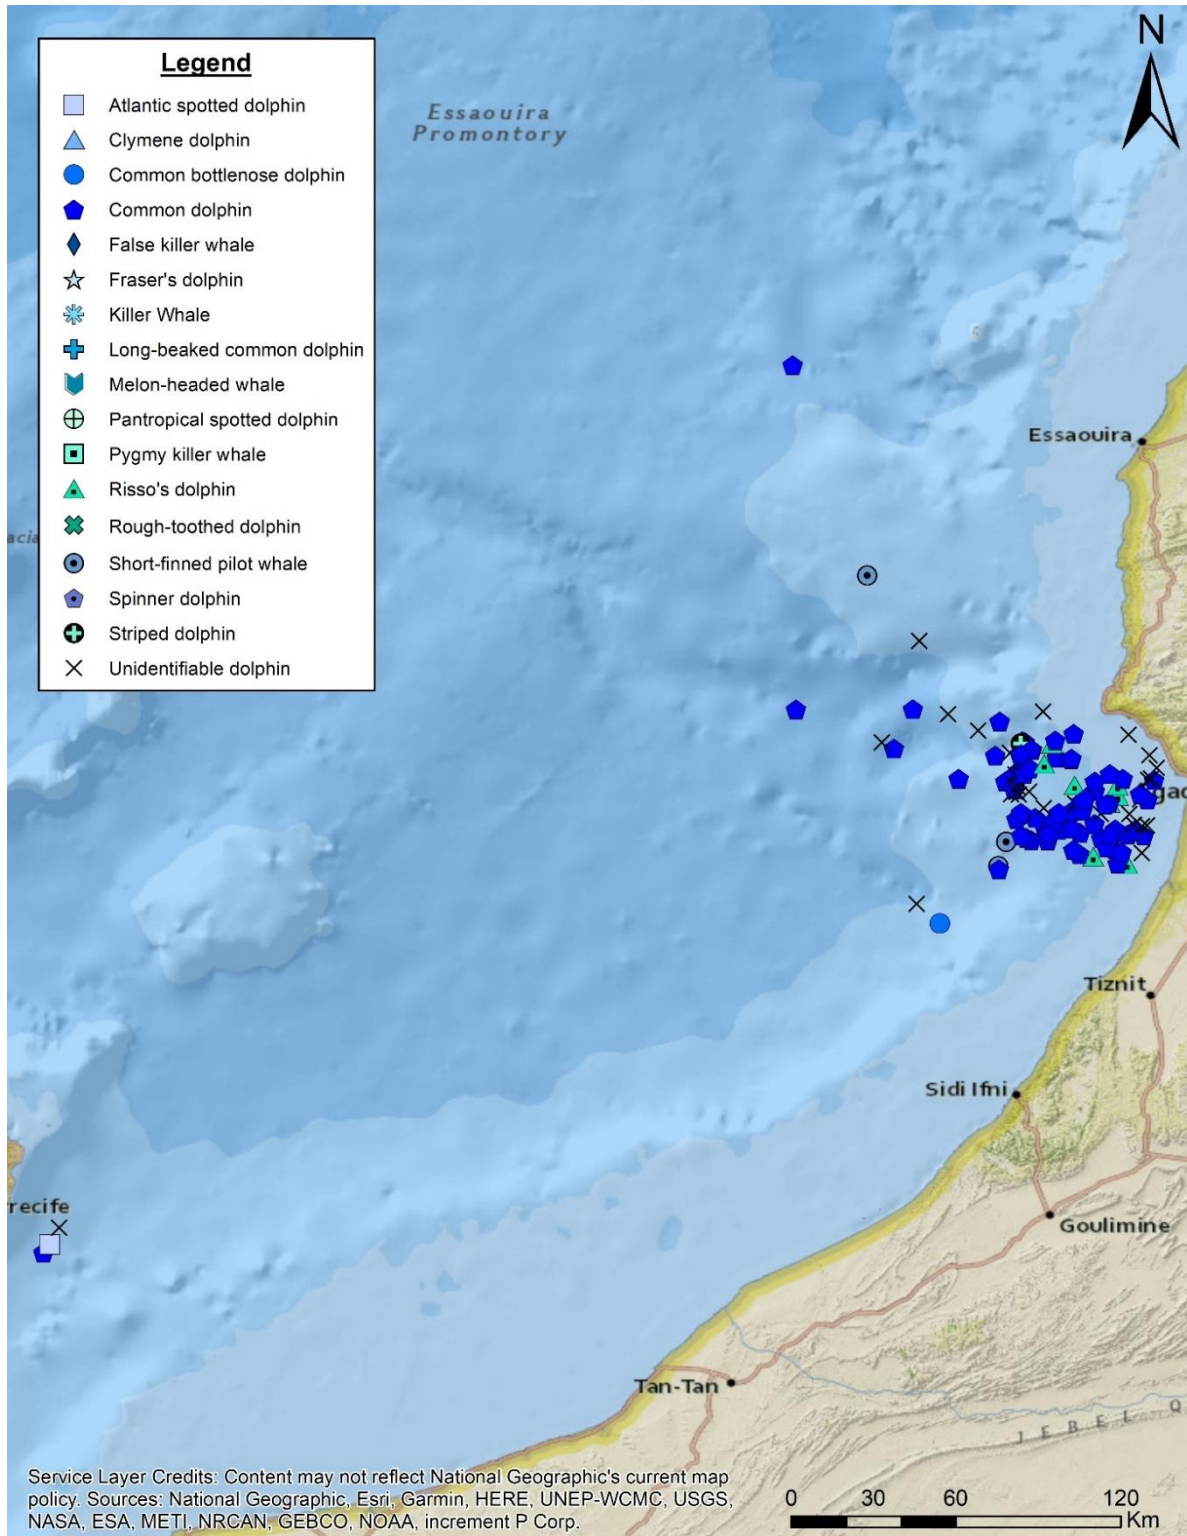 N
Legend
Atlantic spotted dolphin
Clymene dolphin
Common bottlenose dolphin
Common dolphin
False killer whale
Fraser's dolphin
Killer Whale
Long-beaked common dolphin
Melon-headed whale
Pantropical spotted dolphin
Pygmy killer whale
Risso's dolphin
Rough-toothed dolphin
Short-finned pilot whale
Spinner dolphin
Striped dolphin
Unidentifiable dolphin
Essaouira
Promontory
Essaouira
acia
gad
Tiznit
Sidi Ifni
rrecife
Goulimine
Tan-Tan
JEBEL Q
Service Layer Credits: Content may not reflect National Geographic's current map
policy. Sources: National Geographic, Esri, Garmin, HERE, UNEP-WCMC, USGS,
NASA, ESA, METI, NRCAN, GEBCO, NOAA, increment P Corp.
0 30 60 120
Km